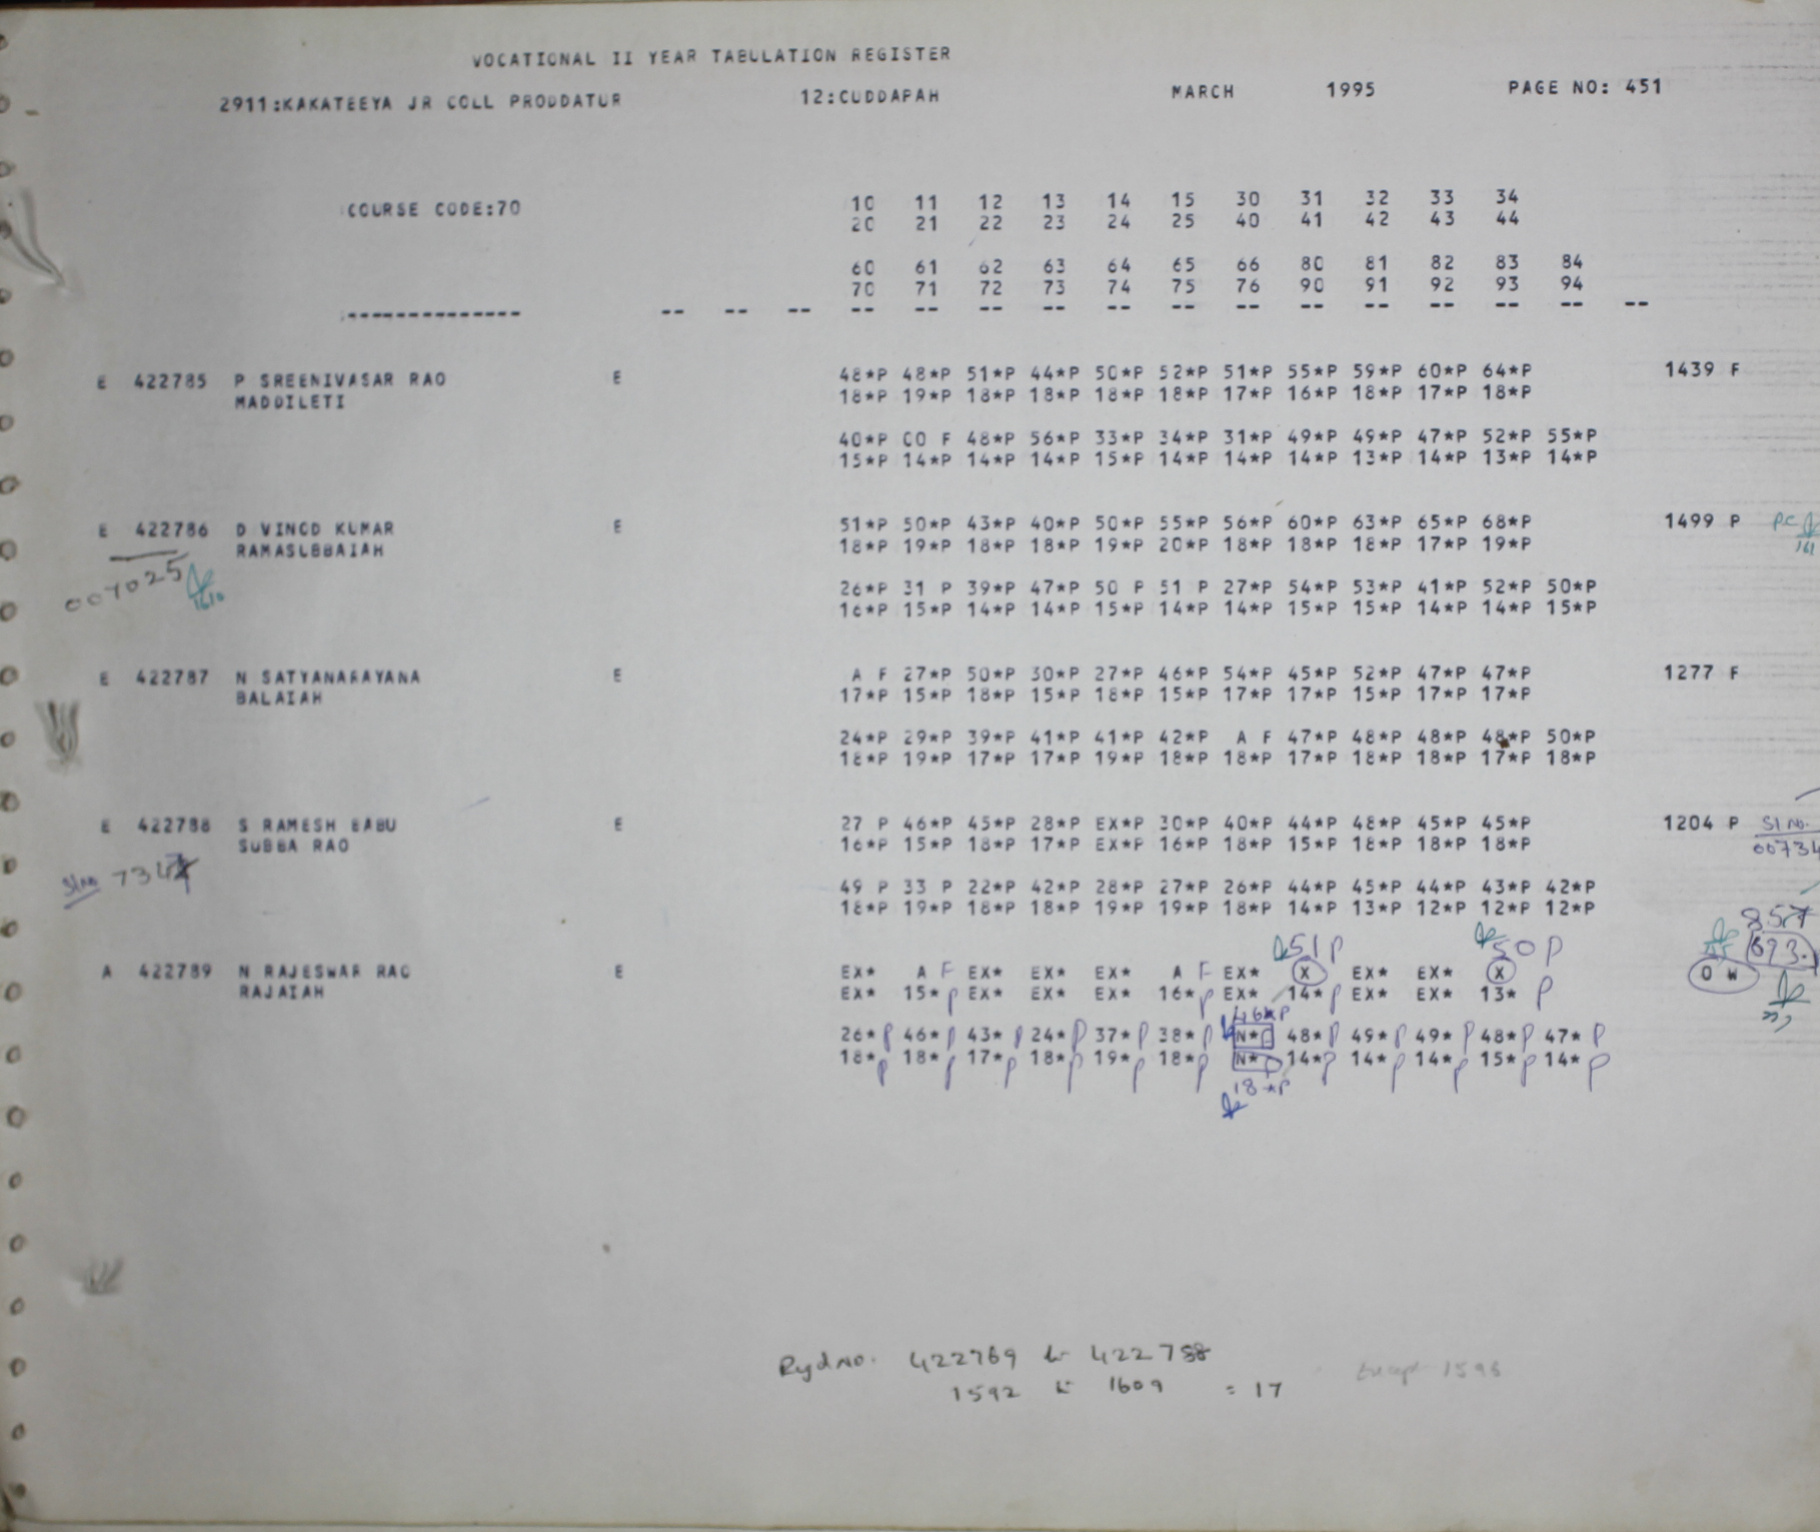 VOCATIONAL II YEAR TABULATION REGISTER
2911:KAKATEEYA JR COLL PRODDATUR 12:CUDDAPAH MARCH 1995 PAGE NO: 451
COURSE CODE:70 10 11 12 13 14 15 30 31 32 33 34
20 21 22 23 24 25 40 41 42 43 44
60 61 62 63 64 65 66 80 81 82 83 84
70 71 72 73 74 75 76 90 91 92 93 94
-------------- -- -- -- -- -- -- -- -- -- -- -- -- -- -- -- --
E 422785 P SREENIVASAR RAO E 48*P 48*P 51*P 44*P 50*P 52*P 51*P 55*P 59*P 60*P 64*P 1439 F
MADDILETI 18*P 19*P 18*P 18*P 18*P 18*P 17*P 16*P 18*P 17*P 18*P
40*P CO F 48*P 56*P 33*P 34*P 31*P 49*P 49*P 47*P 52*P 55*P
15*P 14*P 14*P 14*P 15*P 14*P 14*P 14*P 13*P 14*P 13*P 14*P
E 422786 D VINOD KUMAR E 51*P 50*P 43*P 40*P 50*P 55*P 56*P 60*P 63*P 65*P 68*P 1499 P P.C
RAMASUBBAIAH 18*P 19*P 18*P 18*P 19*P 20*P 18*P 18*P 18*P 17*P 19*P
007025
26*P 31 P 39*P 47*P 50 P 51 P 27*P 54*P 53*P 41*P 52*P 50*P
16*P 15*P 14*P 14*P 15*P 14*P 14*P 15*P 15*P 14*P 14*P 15*P
E 422787 N SATYANARAYANA E A F 27*P 50*P 30*P 27*P 46*P 54*P 45*P 52*P 47*P 47*P 1277 F
BALAIAH 17*P 15*P 18*P 15*P 18*P 15*P 17*P 17*P 15*P 17*P 17*P
24*P 29*P 39*P 41*P 41*P 42*P A F 47*P 48*P 48*P 48*P 50*P
18*P 19*P 17*P 17*P 19*P 18*P 18*P 17*P 18*P 18*P 17*P 18*P
E 422788 S RAMESH BABU E 27 P 46*P 45*P 28*P EX*P 30*P 40*P 44*P 48*P 45*P 45*P 1204 P Sl no.
SUBBA RAO 16*P 15*P 18*P 17*P EX*P 16*P 18*P 15*P 18*P 18*P 18*P 00734
Sl no 7347
49 P 33 P 22*P 42*P 28*P 27*P 26*P 44*P 45*P 44*P 43*P 42*P
18*P 19*P 18*P 18*P 19*P 19*P 18*P 14*P 13*P 12*P 12*P 12*P
51 P 50 P 857
A 422789 N RAJESWAR RAO E EX* A F EX* EX* EX* A F EX* X EX* EX* X O W
RAJAIAH EX* 15* P EX* EX* EX* 16* P EX* 14* P EX* EX* 13* P
46*P
26* P 46* P 43* P 24* P 37* P 38* P N* P 48* P 49* P 49* P 48* P 47* P
18* P 18* P 17* P 18* P 19* P 18* P N* P 14* P 14* P 14* P 15* P 14* P
18*P
Rgd no. 422769 to 422788
1592 to 1609 = 17 Except 1593